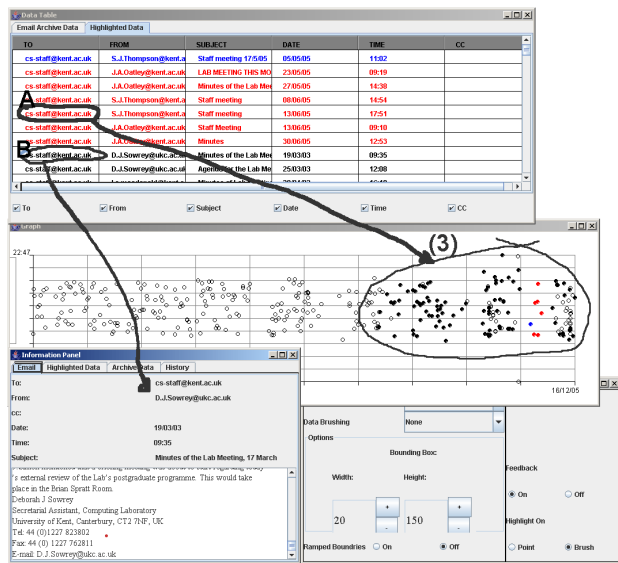 Data Table
Email Archive Data Highlighted Data
TO FROM SUBJECT DATE TIME CC
cs-staff@kent.ac.uk S.J.Thompson@kent.a Staff meeting 17/5/05 05/05/05 11:02
cs-staff@kent.ac.uk J.A.Oatley@kent.ac.uk LAB MEETING THIS MO 23/05/05 09:19
cs-staff@kent.ac.uk J.A.Oatley@kent.ac.uk Minutes of the Lab Mee 27/05/05 14:38
A
cs-staff@kent.ac.uk S.J.Thompson@kent.a Staff meeting 08/06/05 14:54
cs-staff@kent.ac.uk S.J.Thompson@kent.a Staff meeting 13/06/05 17:51
cs-staff@kent.ac.uk J.A.Oatley@kent.ac.uk Staff Meeting 13/06/05 09:10
cs-staff@kent.ac.uk J.A.Oatley@kent.ac.uk Minutes 30/06/05 12:53
B
cs-staff@kent.ac.uk D.J.Sowrey@ukc.ac.uk Minutes of the Lab Mee 19/03/03 09:35
cs-staff@kent.ac.uk D.J.Sowrey@ukc.ac.uk Agenda for the Lab Me 25/03/03 12:08
To From Subject Date Time CC
Graph
(3)
22:47
16/12/05
Information Panel
Email Highlighted Data Archive Data History
To: cs-staff@kent.ac.uk
From: D.J.Sowrey@ukc.ac.uk
cc:
Date: 19/03/03
Time: 09:35
Subject: Minutes of the Lab Meeting, 17 March
's external review of the Lab's postgraduate programme. This would take
place in the Brian Spratt Room.
Deborah J Sowrey
Secretarial Assistant, Computing Laboratory
University of Kent, Canterbury, CT2 7NF, UK
Tel: 44 (0)1227 823802
Fax: 44 (0) 1227 762811
E-mail: D.J.Sowrey@ukc.ac.uk
Data Brushing None
Options
Bounding Box:
Width: Height:
20 + - 150 + -
Ramped Boundries On Off
Feedback
On Off
Highlight On
Point Brush